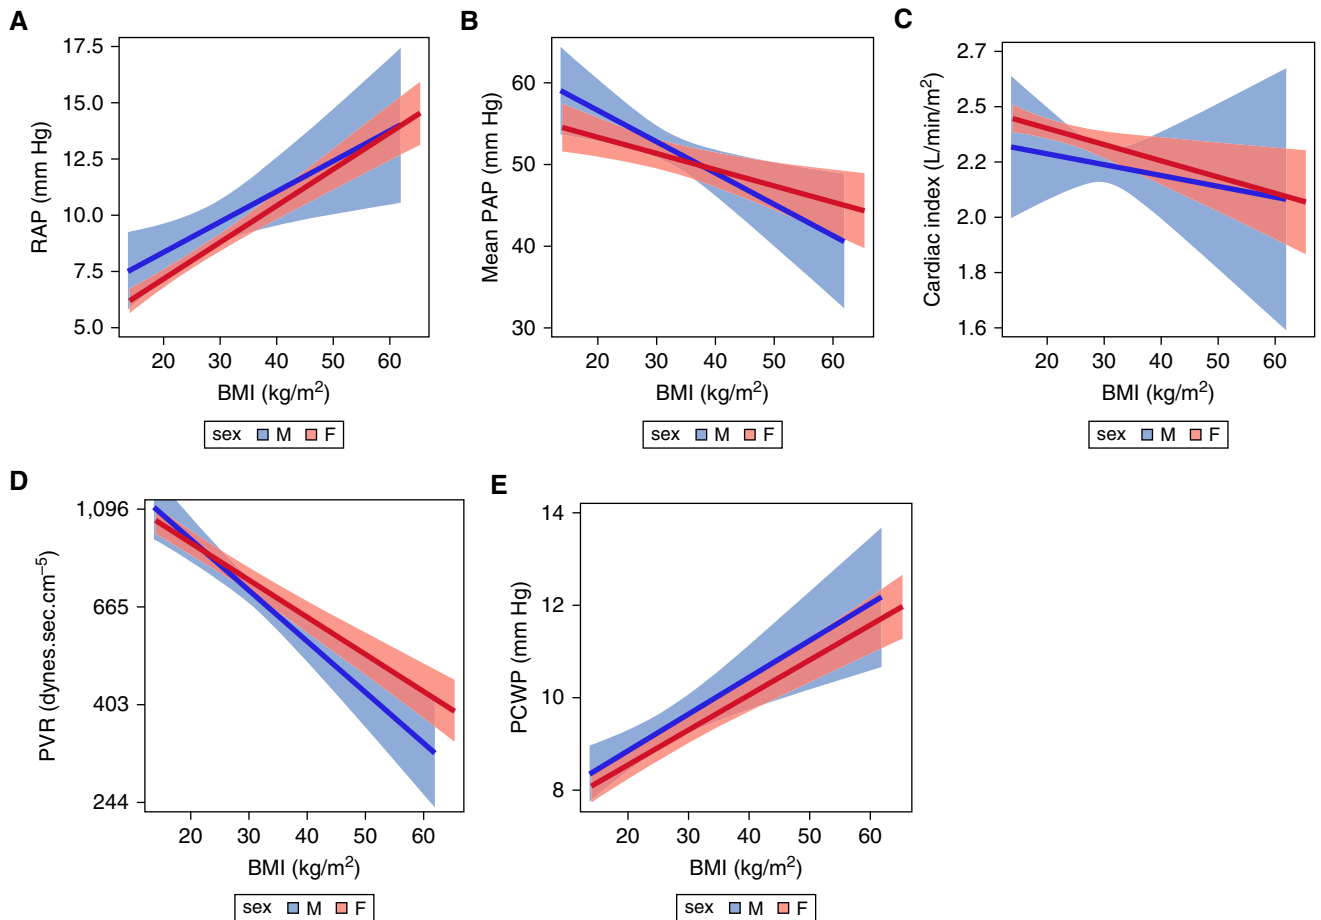 A
17.5
15.0
12.5
10.0
7.5
5.0
RAP (mm Hg)
20 30 40 50 60
BMI (kg/m²)
sex M F
B
60
50
40
30
Mean PAP (mm Hg)
20 30 40 50 60
BMI (kg/m²)
sex M F
C
2.7
2.5
2.2
2.0
1.8
1.6
Cardiac index (L/min/m²)
20 30 40 50 60
BMI (kg/m²)
sex M F
D
1,096
665
403
244
PVR (dynes.sec.cm⁻⁵)
20 30 40 50 60
BMI (kg/m²)
sex M F
E
14
12
10
8
PCWP (mm Hg)
20 30 40 50 60
BMI (kg/m²)
sex M F